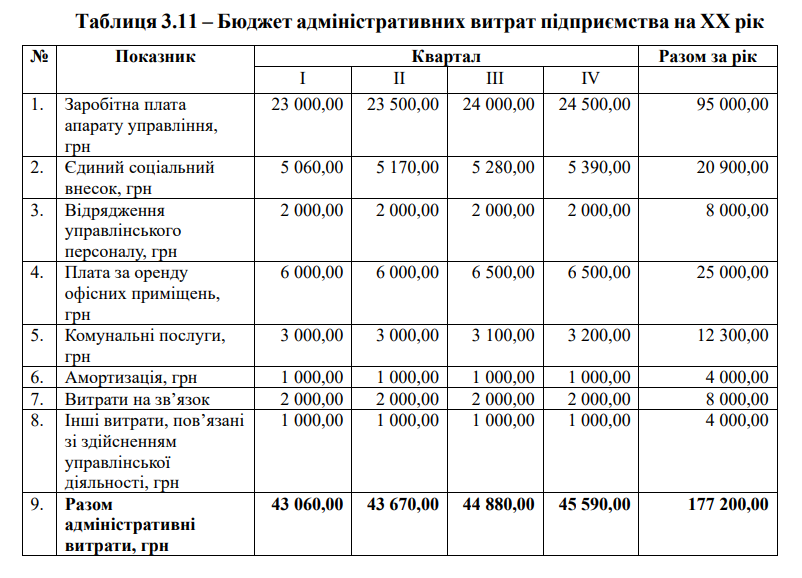 Таблиця 3.11 – Бюджет адміністративних витрат підприємства на ХХ рік
№ Показник Квартал Разом за рік
I II III IV
1. Заробітна плата 23 000,00 23 500,00 24 000,00 24 500,00 95 000,00
апарату управління,
грн
2. Єдиний соціальний 5 060,00 5 170,00 5 280,00 5 390,00 20 900,00
внесок, грн
3. Відрядження 2 000,00 2 000,00 2 000,00 2 000,00 8 000,00
управлінського
персоналу, грн
4. Плата за оренду 6 000,00 6 000,00 6 500,00 6 500,00 25 000,00
офісних приміщень,
грн
5. Комунальні послуги, 3 000,00 3 000,00 3 100,00 3 200,00 12 300,00
грн
6. Амортизація, грн 1 000,00 1 000,00 1 000,00 1 000,00 4 000,00
7. Витрати на зв’язок 2 000,00 2 000,00 2 000,00 2 000,00 8 000,00
8. Інші витрати, пов’язані 1 000,00 1 000,00 1 000,00 1 000,00 4 000,00
зі здійсненням
управлінської
діяльності, грн
9. Разом 43 060,00 43 670,00 44 880,00 45 590,00 177 200,00
адміністративні
витрати, грн